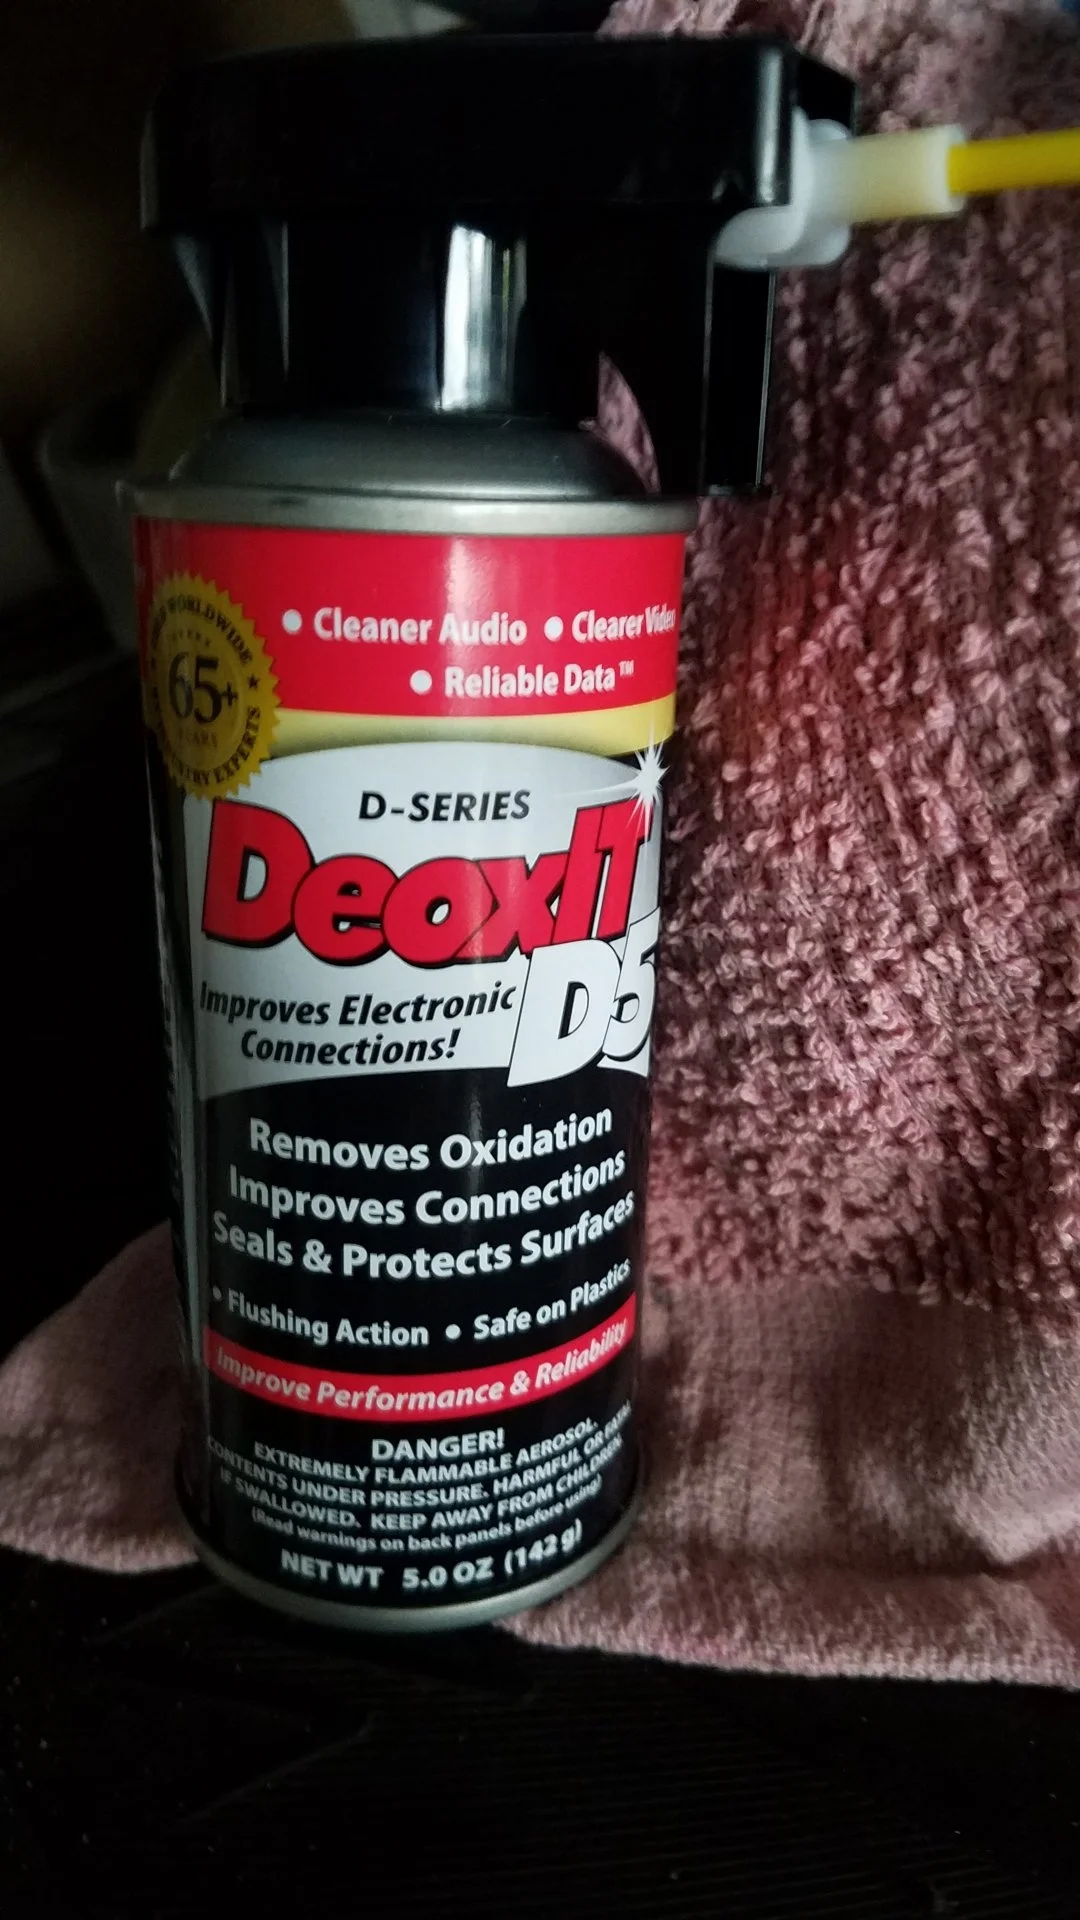 WORLDWIDE
65+
YEARS
EXPERTS
• Cleaner Audio • Clearer Video
• Reliable Data™
D-SERIES
DeoxIT
D5
Improves Electronic
Connections!
Removes Oxidation
Improves Connections
Seals & Protects Surfaces
• Flushing Action • Safe on Plastics
Improve Performance & Reliability
DANGER!
EXTREMELY FLAMMABLE AEROSOL.
CONTENTS UNDER PRESSURE. HARMFUL OR FATAL
IF SWALLOWED. KEEP AWAY FROM CHILDREN.
(Read warnings on back panels before using)
NET WT 5.0 OZ (142 g)